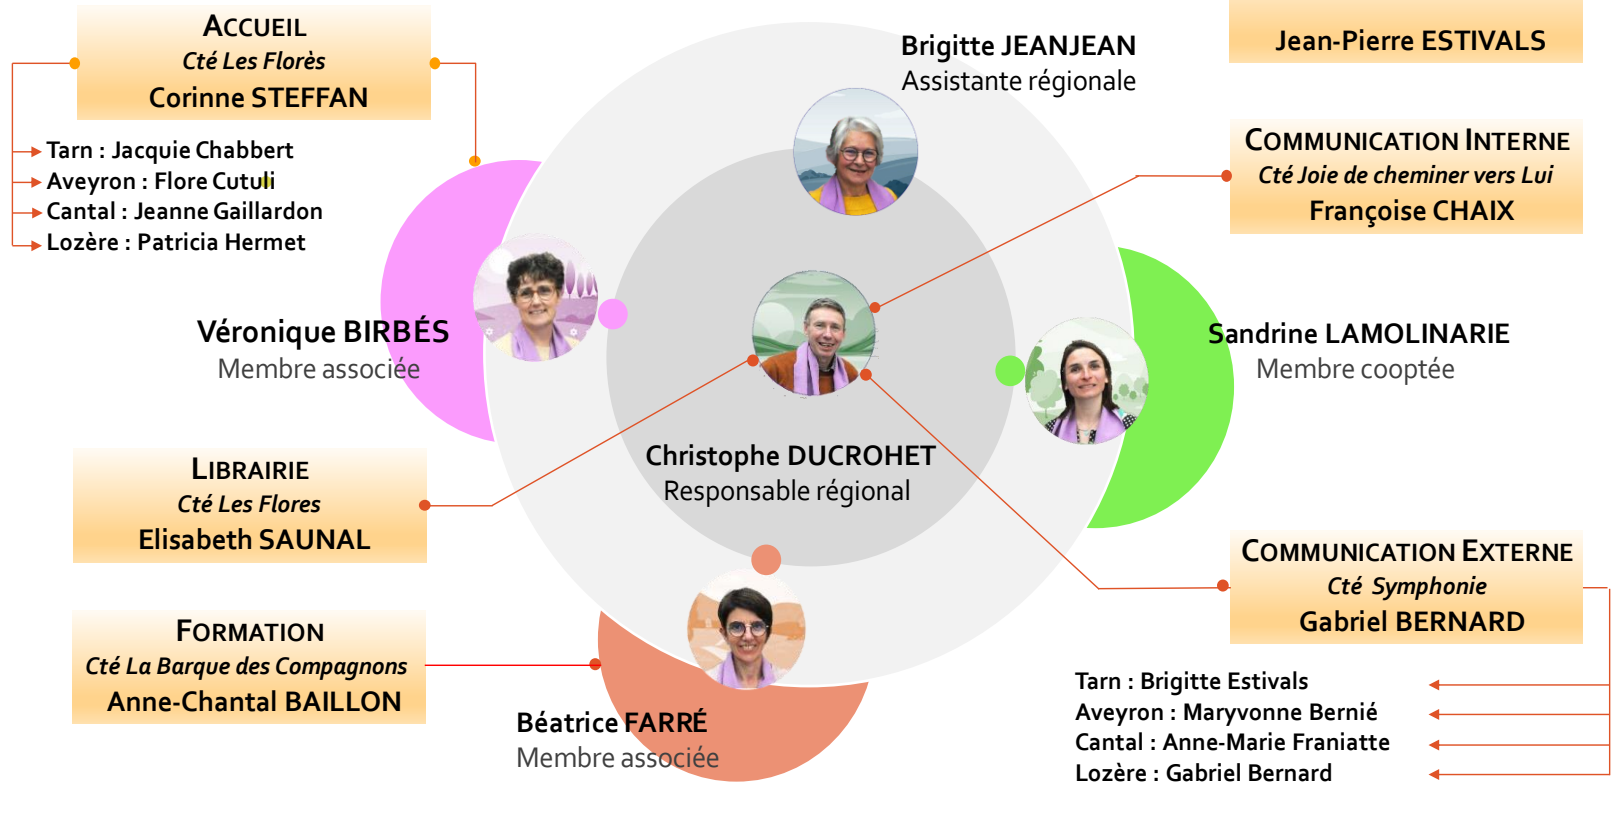 ACCUEIL
Cté Les Florès
Corinne STEFFAN
Tarn : Jacquie Chabbert
Aveyron : Flore Cutuli
Cantal : Jeanne Gaillardon
Lozère : Patricia Hermet
Brigitte JEANJEAN
Assistante régionale
Jean-Pierre ESTIVALS
COMMUNICATION INTERNE
Cté Joie de cheminer vers Lui
Françoise CHAIX
Véronique BIRBÉS
Membre associée
Sandrine LAMOLINARIE
Membre cooptée
Christophe DUCROHET
Responsable régional
LIBRAIRIE
Cté Les Flores
Elisabeth SAUNAL
FORMATION
Cté La Barque des Compagnons
Anne-Chantal BAILLON
Béatrice FARRÉ
Membre associée
COMMUNICATION EXTERNE
Cté Symphonie
Gabriel BERNARD
Tarn : Brigitte Estivals
Aveyron : Maryvonne Bernié
Cantal : Anne-Marie Franiatte
Lozère : Gabriel Bernard